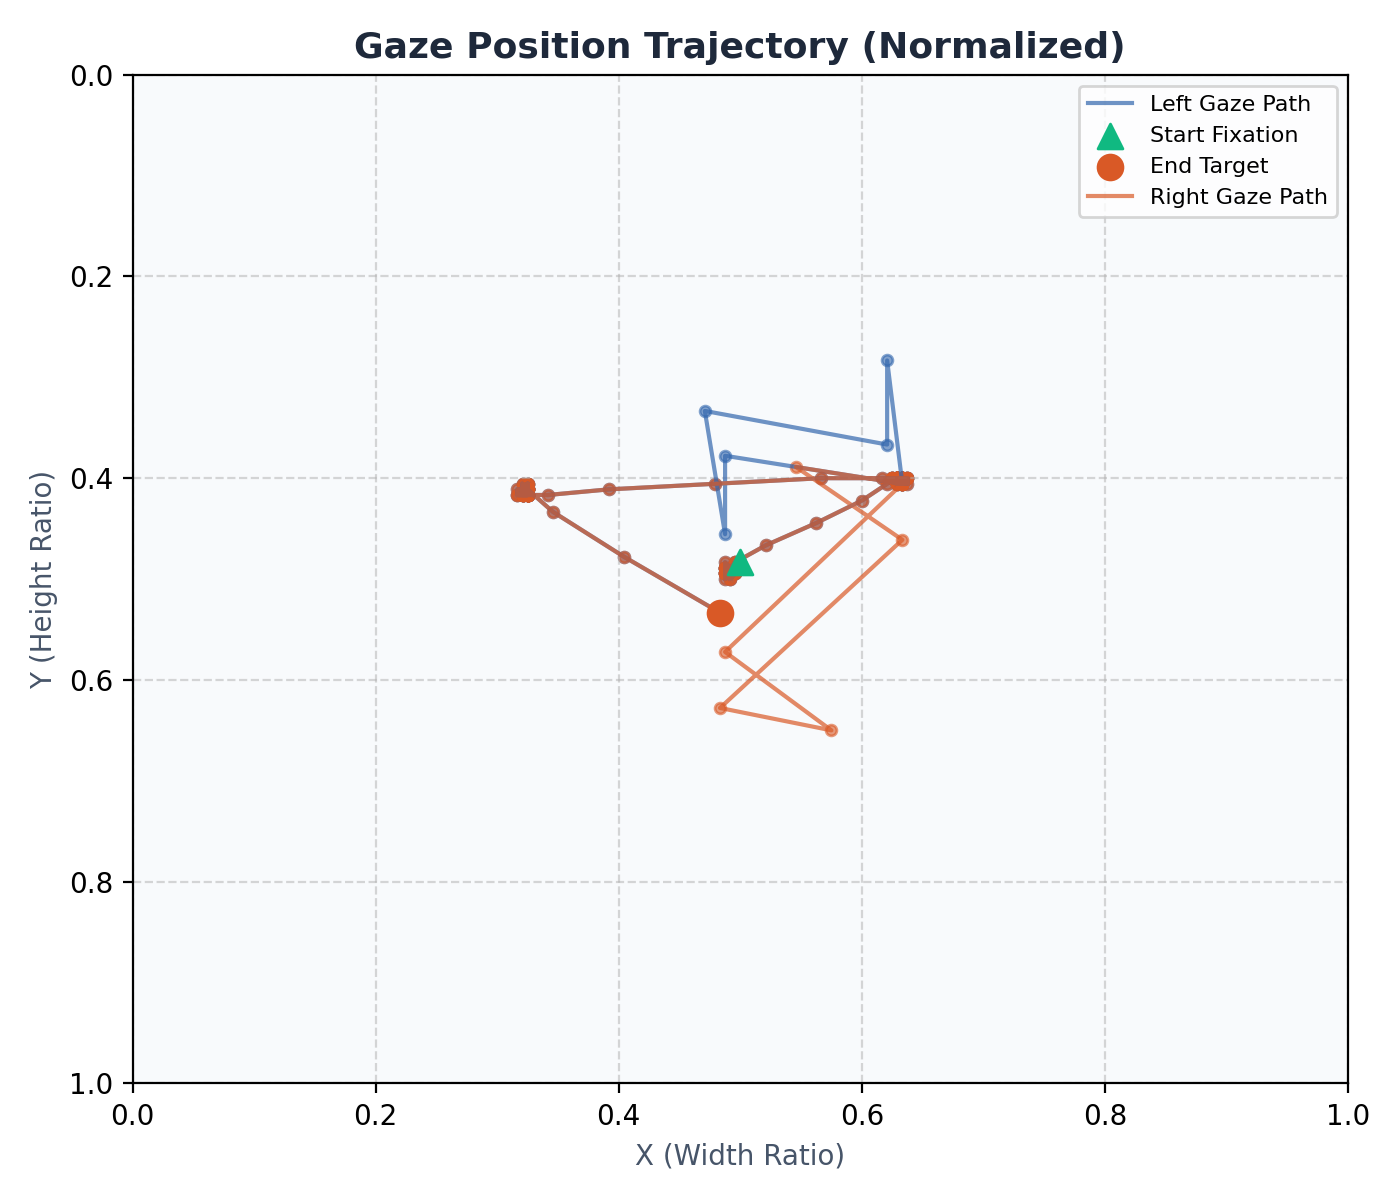 Gaze Position Trajectory (Normalized)
Left Gaze Path
Start Fixation
End Target
Right Gaze Path
0.0
0.2
0.4
0.6
0.8
1.0
Y (Height Ratio)
0.0 0.2 0.4 0.6 0.8 1.0
X (Width Ratio)